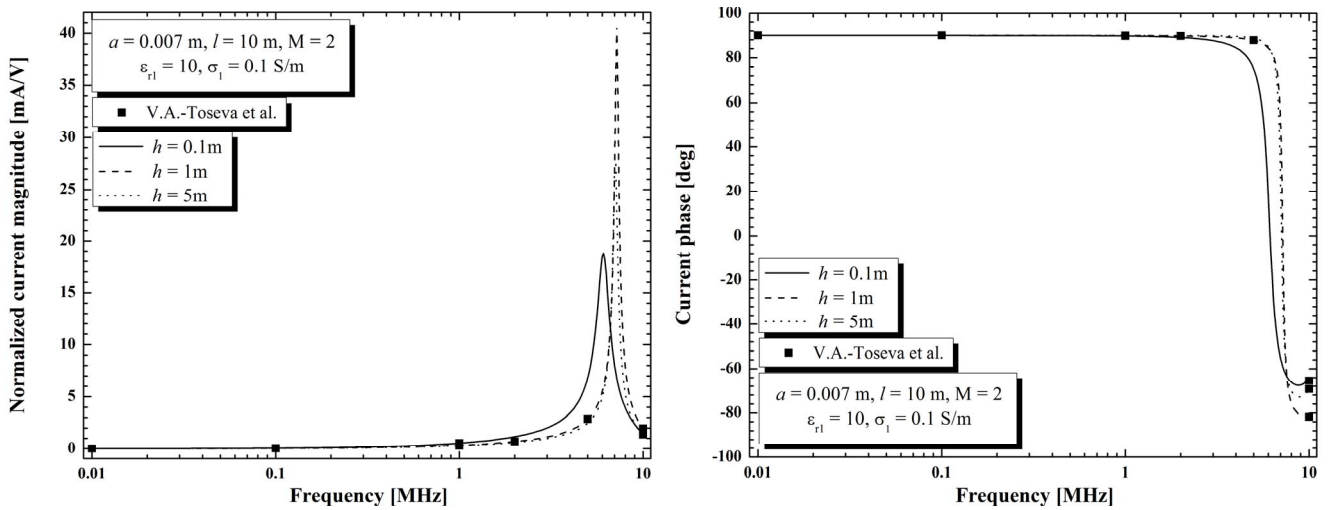 Normalized current magnitude [mA/V]
40
35
30
25
20
15
10
5
0
a = 0.007 m, l = 10 m, M = 2
εr1 = 10, σ1 = 0.1 S/m
V.A.-Toseva et al.
h = 0.1m
h = 1m
h = 5m
0.01 0.1 1 10
Frequency [MHz]
Current phase [deg]
100
80
60
40
20
0
-20
-40
-60
-80
-100
h = 0.1m
h = 1m
h = 5m
V.A.-Toseva et al.
a = 0.007 m, l = 10 m, M = 2
εr1 = 10, σ1 = 0.1 S/m
0.01 0.1 1 10
Frequency [MHz]